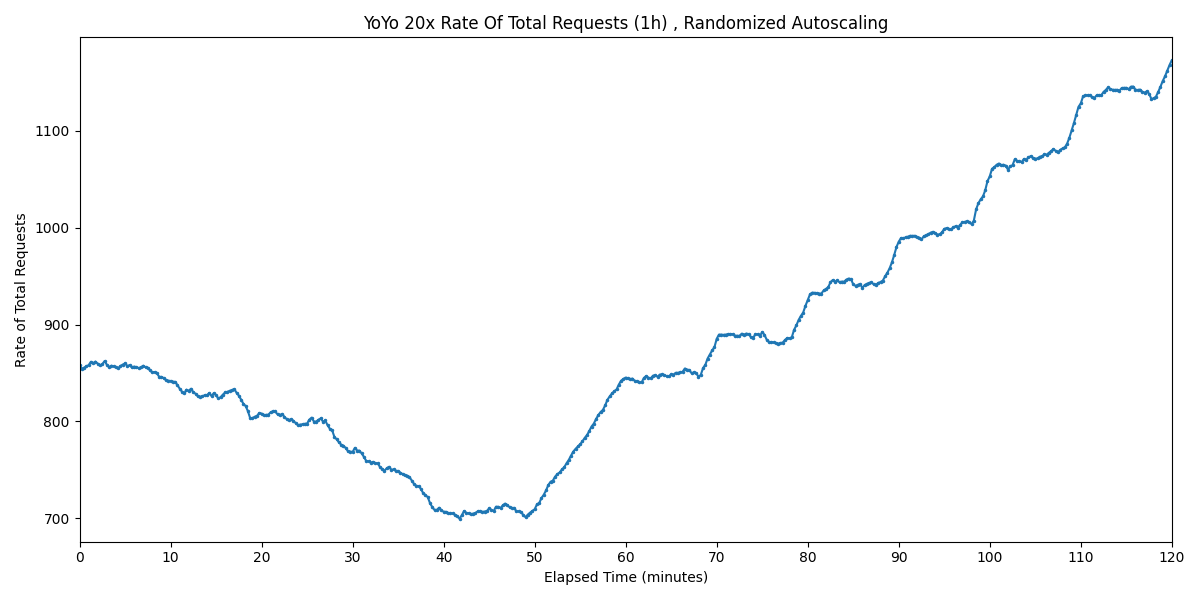 YoYo 20x Rate Of Total Requests (1h) , Randomized Autoscaling
Rate of Total Requests
1100
1000
900
800
700
0 10 20 30 40 50 60 70 80 90 100 110 120
Elapsed Time (minutes)